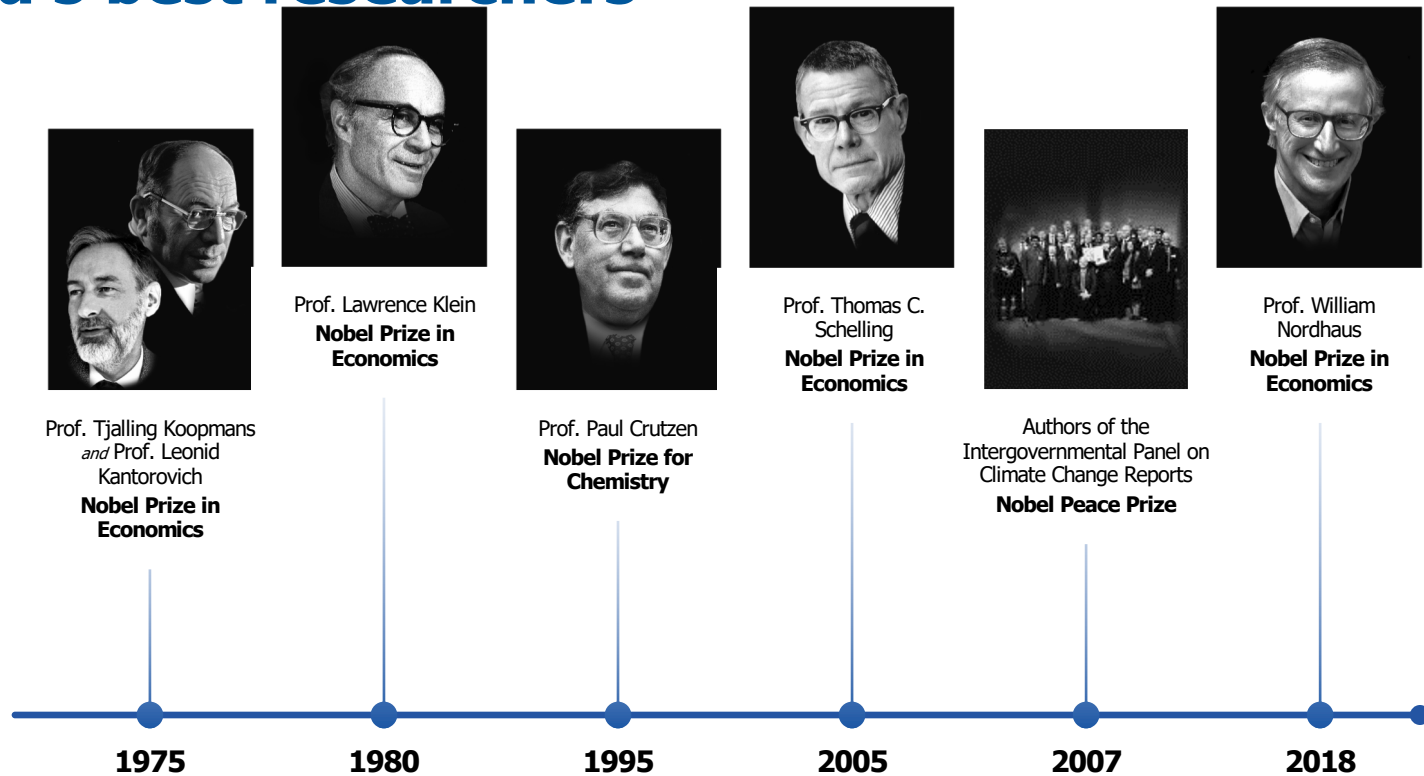 Prof. Lawrence Klein
Nobel Prize in
Economics
Prof. Thomas C.
Schelling
Nobel Prize in
Economics
Prof. William
Nordhaus
Nobel Prize in
Economics
Prof. Tjalling Koopmans
and Prof. Leonid
Kantorovich
Nobel Prize in
Economics
Prof. Paul Crutzen
Nobel Prize for
Chemistry
Authors of the
Intergovernmental Panel on
Climate Change Reports
Nobel Peace Prize
1975
1980
1995
2005
2007
2018